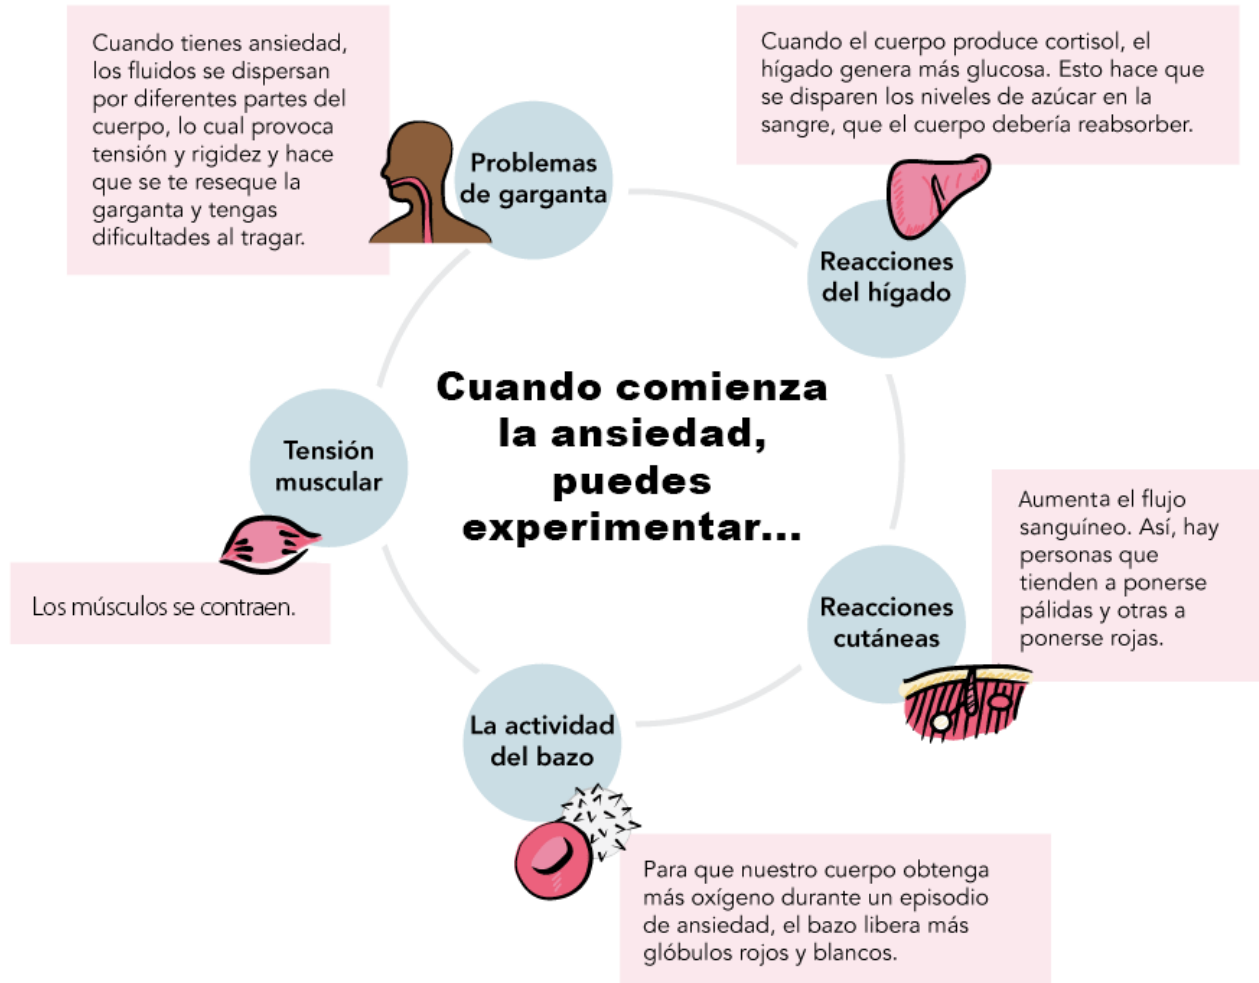 Cuando tienes ansiedad,
los fluidos se dispersan
por diferentes partes del
cuerpo, lo cual provoca
tensión y rigidez y hace
que se te reseque la
garganta y tengas
dificultades al tragar.
Problemas
de garganta
Cuando el cuerpo produce cortisol, el
hígado genera más glucosa. Esto hace que
se disparen los niveles de azúcar en la
sangre, que el cuerpo debería reabsorber.
Reacciones
del hígado
Cuando comienza
la ansiedad,
puedes
experimentar...
Tensión
muscular
Los músculos se contraen.
Aumenta el flujo
sanguíneo. Así, hay
personas que
tienden a ponerse
pálidas y otras a
ponerse rojas.
Reacciones
cutáneas
La actividad
del bazo
Para que nuestro cuerpo obtenga
más oxígeno durante un episodio
de ansiedad, el bazo libera más
glóbulos rojos y blancos.